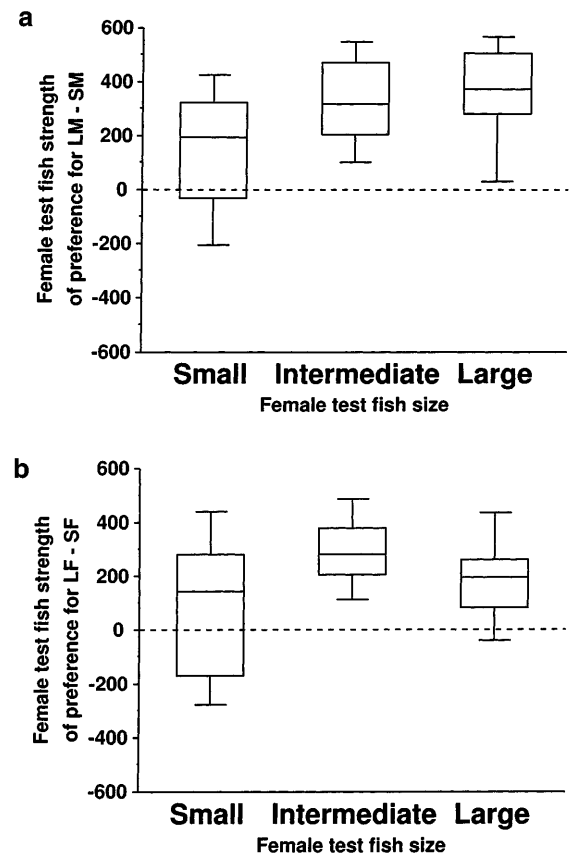 a
Female test fish strength
of preference for LM - SM
600
400
200
0
-200
-400
-600
Small Intermediate Large
Female test fish size
b
Female test fish strength
of preference for LF - SF
600
400
200
0
-200
-400
-600
Small Intermediate Large
Female test fish size